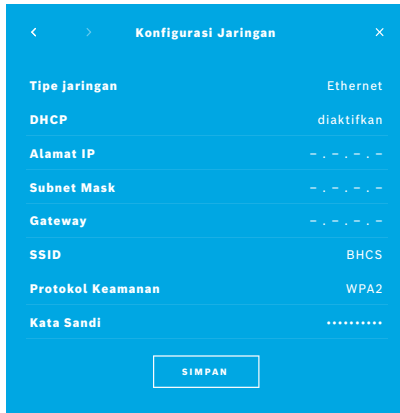 Konfigurasi Jaringan
Tipe jaringan Ethernet
DHCP diaktifkan
Alamat IP – . – . – . –
Subnet Mask – . – . – . –
Gateway – . – . – . –
SSID BHCS
Protokol Keamanan WPA2
Kata Sandi ••••••••••
SIMPAN